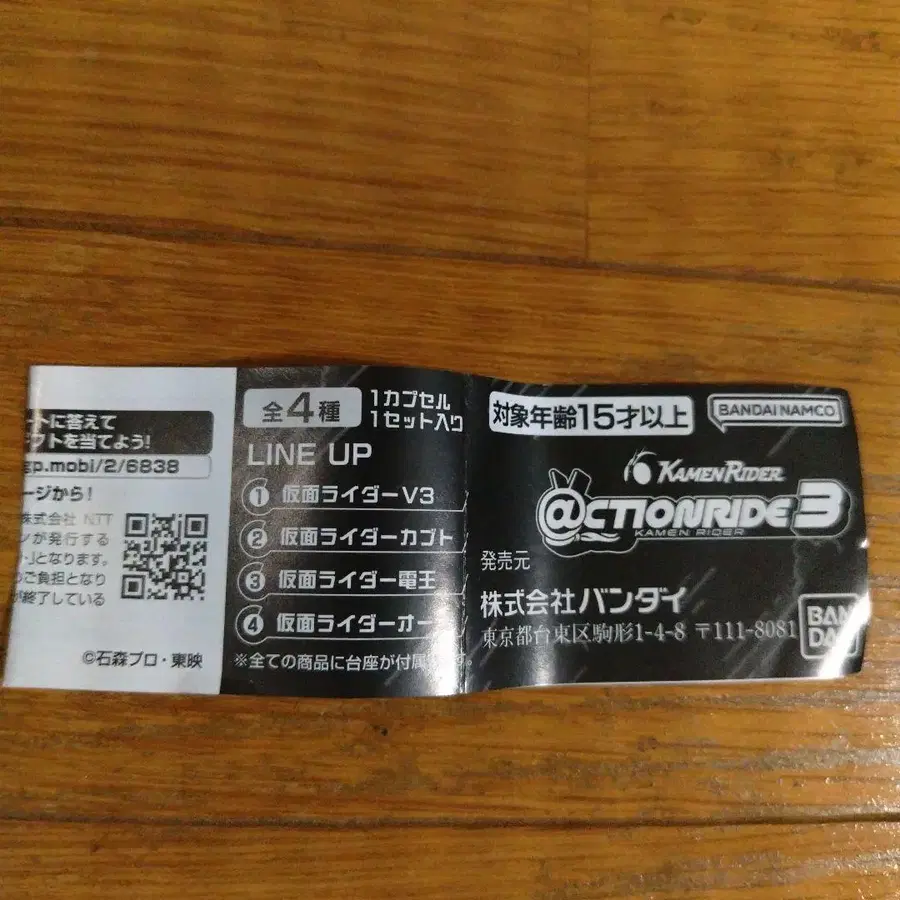 ートに答えて
フトを当てよう!
gp.mobi/2/6838
ージから!
株式会社 NTT
ンが発行する
となります。
ご負担となり
が終了している
©石森プロ・東映
全4種
1カプセル
1セット入り
LINE UP
1 仮面ライダーV3
2 仮面ライダーカブト
3 仮面ライダー電王
4 仮面ライダーオー
※全ての商品に台座が付属 す。
対象年齢15才以上
BANDAI NAMCO
KAMEN RIDER
@CTIONRIDE 3
KAMEN RIDER
発売元
株式会社バンダイ
東京都台東区駒形1-4-8 〒111-8081
BAN
DAI